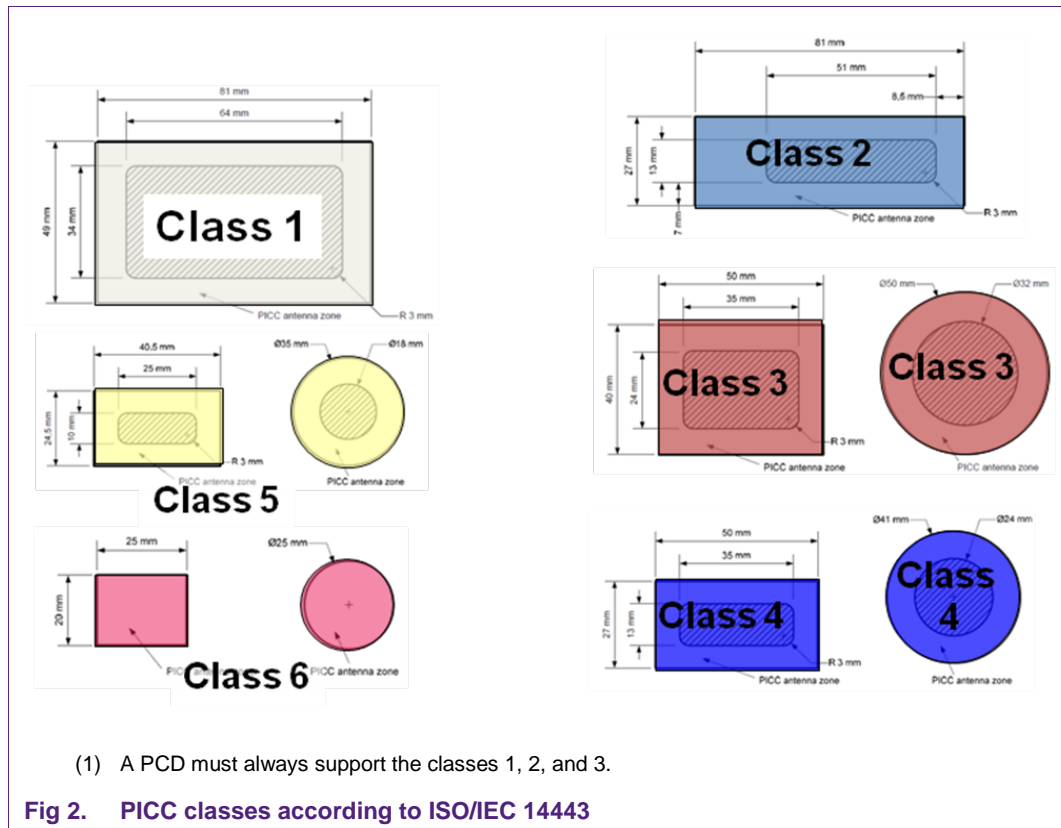 81 mm
64 mm
49 mm
34 mm
Class 1
PICC antenna zone
R 3 mm
81 mm
51 mm
8,5 mm
27 mm
13 mm
7 mm
Class 2
PICC antenna zone
R 3 mm
40,5 mm
25 mm
24,5 mm
10 mm
R 3 mm
PICC antenna zone
Ø35 mm
Ø18 mm
PICC antenna zone
Class 5
50 mm
35 mm
40 mm
24 mm
Class 3
R 3 mm
PICC antenna zone
Ø50 mm
Ø32 mm
Class 3
PICC antenna zone
25 mm
20 mm
PICC antenna zone
Ø25 mm
PICC antenna zone
Class 6
50 mm
35 mm
27 mm
13 mm
Class 4
R 3 mm
PICC antenna zone
Ø41 mm
Ø24 mm
Class
4
PICC antenna zone
(1) A PCD must always support the classes 1, 2, and 3.
Fig 2. PICC classes according to ISO/IEC 14443